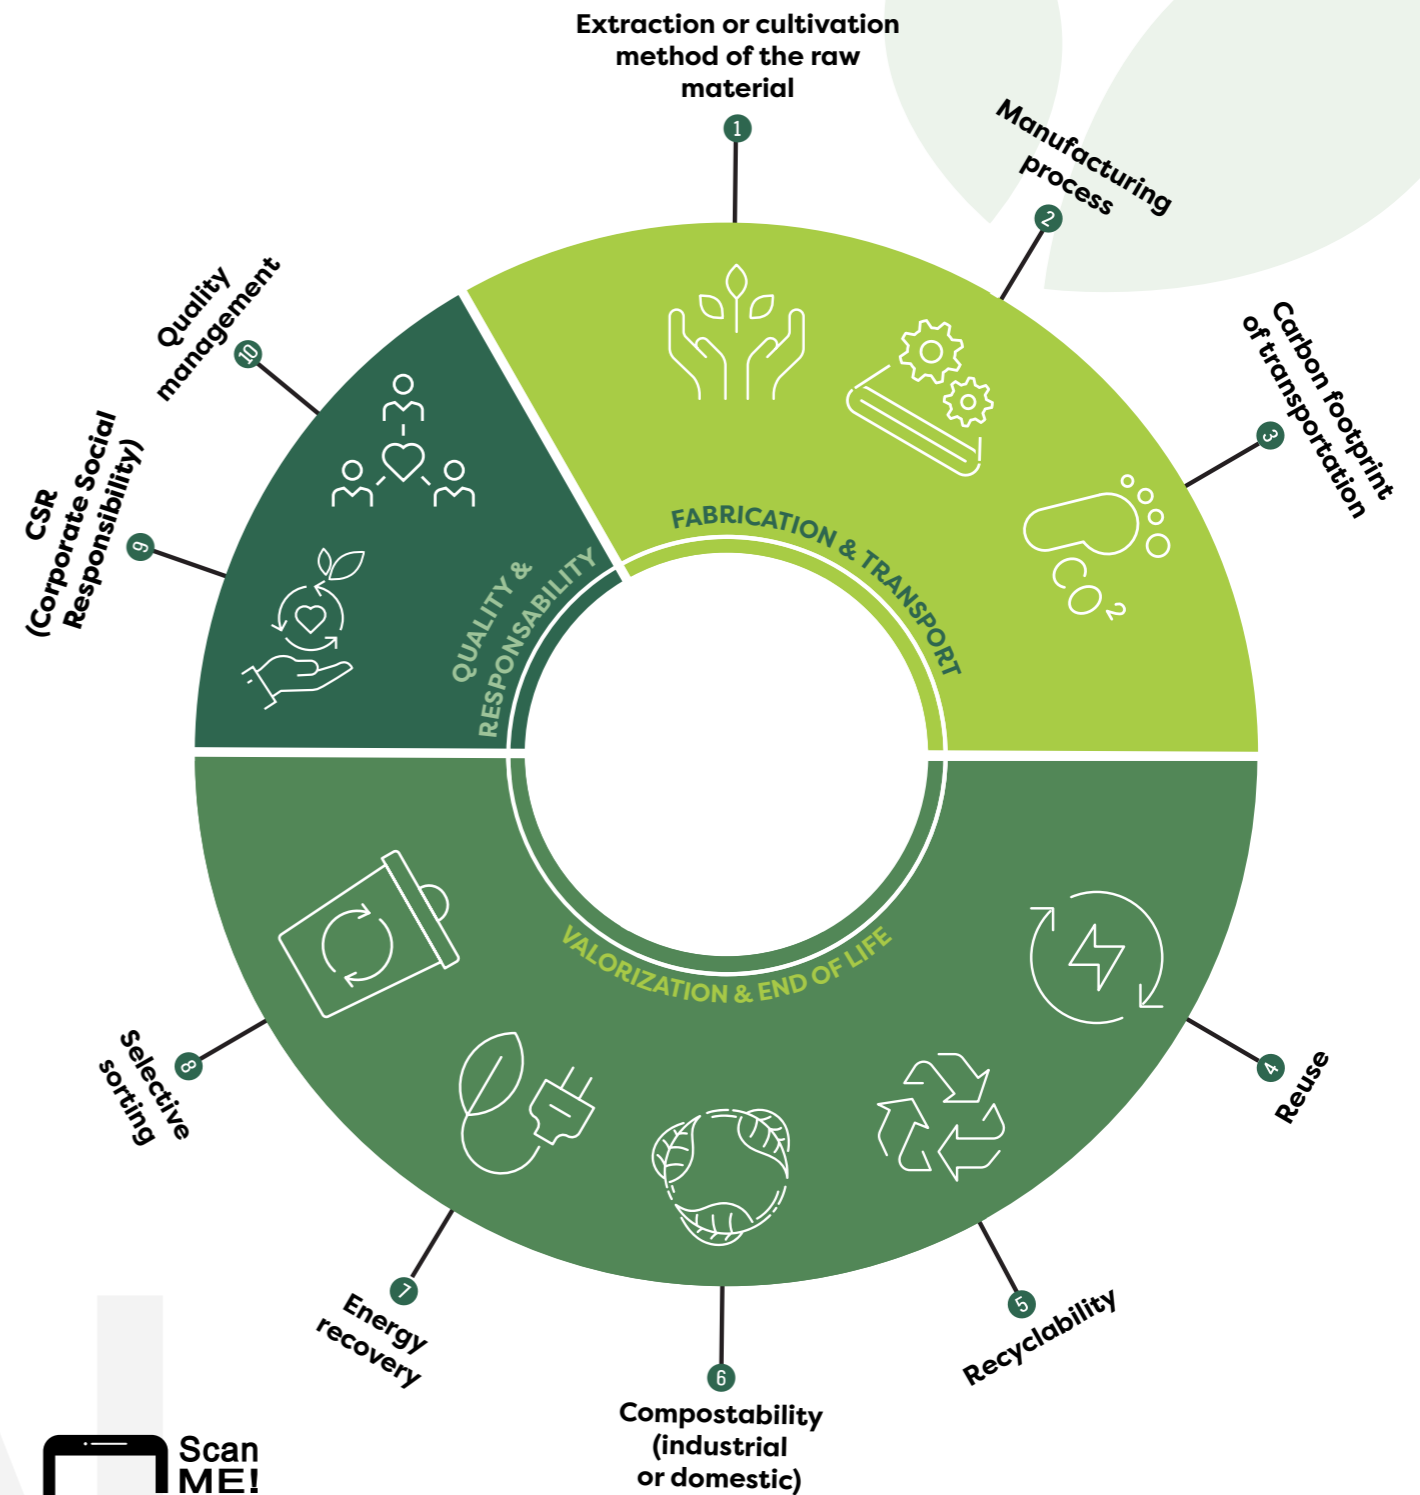 Extraction or cultivation
method of the raw
material
1
Manufacturing
process
2
Carbon footprint
of transportation
3
Quality
management
10
CSR
(Corporate Social
Responsibility)
9
FABRICATION & TRANSPORT
CO²
QUALITY &
RESPONSABILITY
VALORIZATION & END OF LIFE
4
Reuse
5
Recyclability
6
Compostability
(industrial
or domestic)
7
Energy
recovery
8
Selective
sorting
Scan
ME!